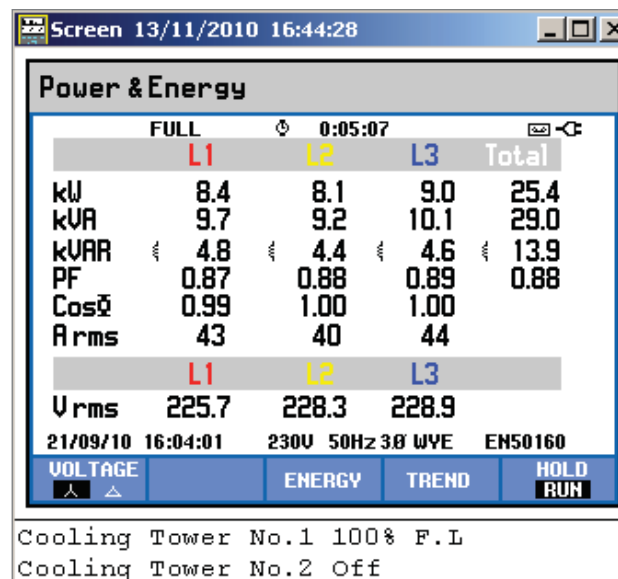 Screen 13/11/2010 16:44:28
Power & Energy
FULL 0:05:07
L1 L2 L3 Total
kW 8.4 8.1 9.0 25.4
kVA 9.7 9.2 10.1 29.0
kVAR 4.8 4.4 4.6 13.9
PF 0.87 0.88 0.89 0.88
CosΦ 0.99 1.00 1.00
A rms 43 40 44
L1 L2 L3
V rms 225.7 228.3 228.9
21/09/10 16:04:01 230V 50Hz 3Ø WYE EN50160
VOLTAGE ENERGY TREND HOLD
RUN
Cooling Tower No.1 100% F.L
Cooling Tower No.2 Off